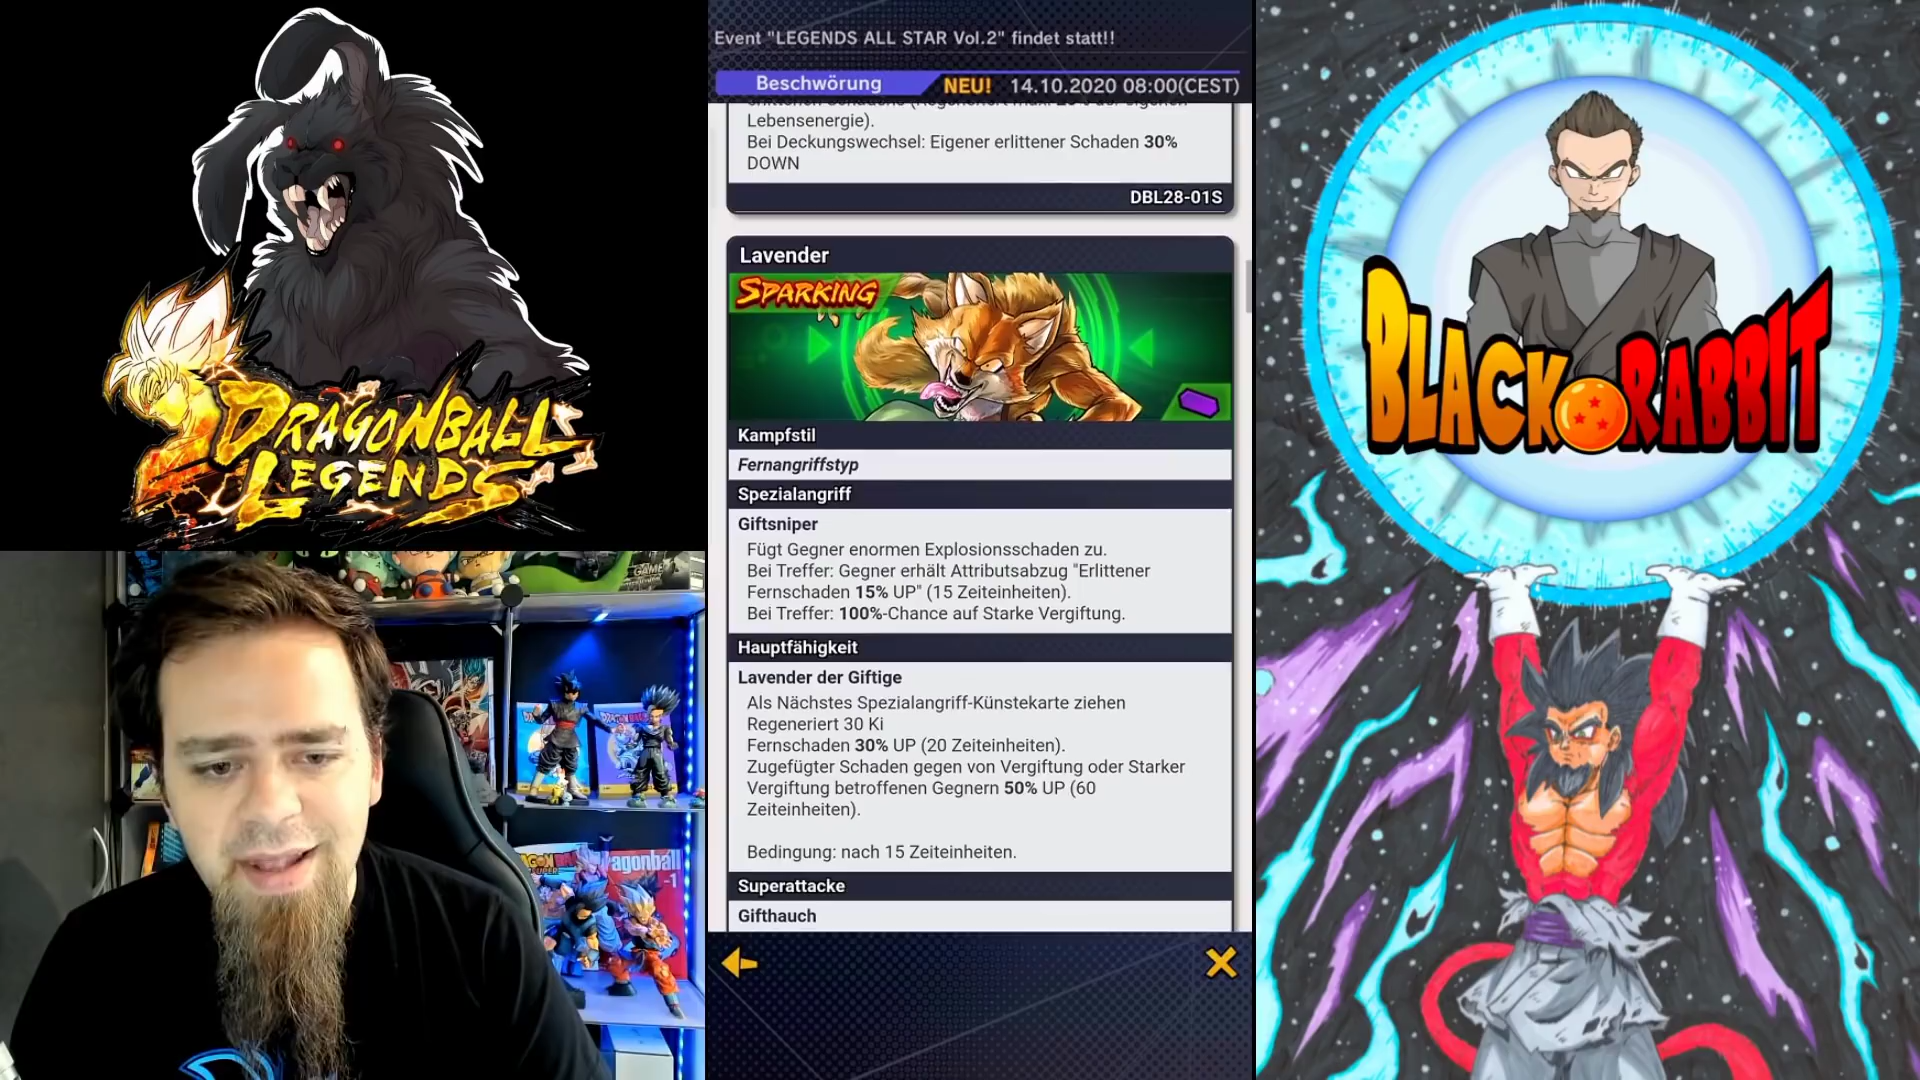 DRAGONBALL
LEGENDS
Event "LEGENDS ALL STAR Vol.2" findet statt!!
Beschwörung
NEU! 14.10.2020 08:00(CEST)
Lebensenergie).
Bei Deckungswechsel: Eigener erlittener Schaden 30%
DOWN
DBL28-01S
Lavender
SPARKING
Kampfstil
Fernangriffstyp
Spezialangriff
Giftsniper
Fügt Gegner enormen Explosionsschaden zu.
Bei Treffer: Gegner erhält Attributsabzug "Erlittener
Fernschaden 15% UP" (15 Zeiteinheiten).
Bei Treffer: 100%-Chance auf Starke Vergiftung.
Hauptfähigkeit
Lavender der Giftige
Als Nächstes Spezialangriff-Künstekarte ziehen
Regeneriert 30 Ki
Fernschaden 30% UP (20 Zeiteinheiten).
Zugefügter Schaden gegen von Vergiftung oder Starker
Vergiftung betroffenen Gegnern 50% UP (60
Zeiteinheiten).
Bedingung: nach 15 Zeiteinheiten.
Superattacke
Gifthauch
BLACK RABBIT
GAME
agonball
-1